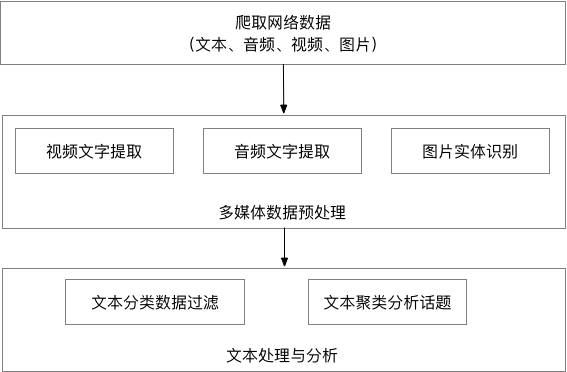 爬取网络数据
（文本、音频、视频、图片）
视频文字提取
音频文字提取
图片实体识别
多媒体数据预处理
文本分类数据过滤
文本聚类分析话题
文本处理与分析